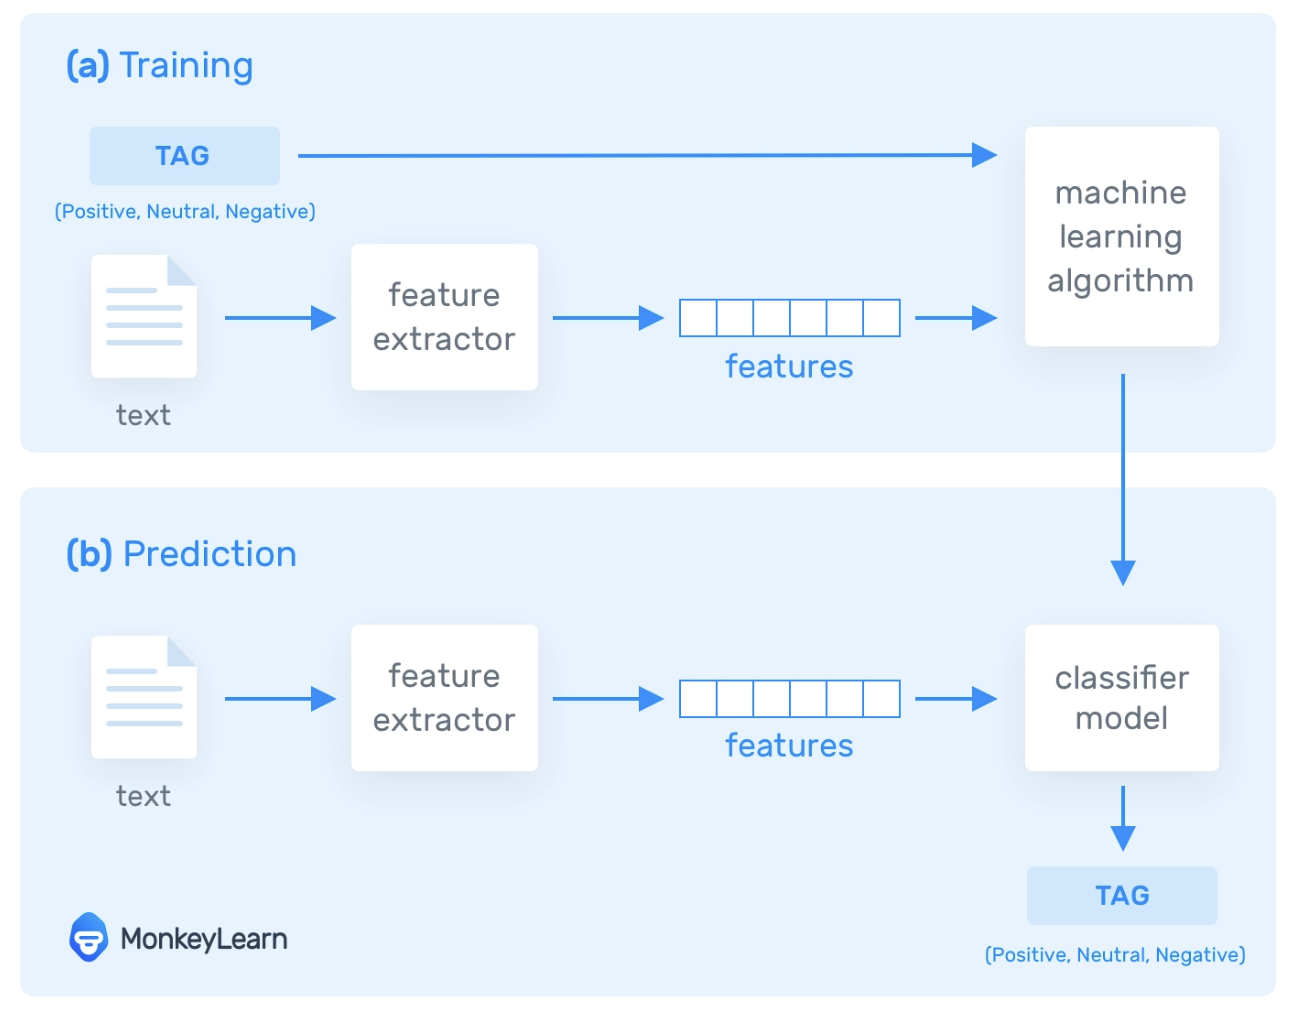 (a) Training
TAG
(Positive, Neutral, Negative)
machine
learning
algorithm
feature
extractor
features
text
(b) Prediction
feature
extractor
features
text
classifier
model
TAG
(Positive, Neutral, Negative)
MonkeyLearn